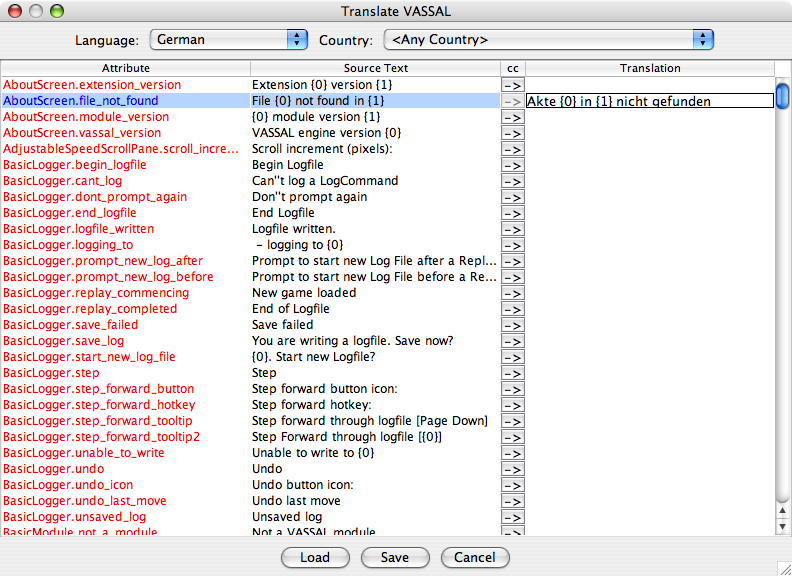 Translate VASSAL
Language: German Country: <Any Country>
Attribute Source Text cc Translation
AboutScreen.extension_version Extension {0} version {1} –>
AboutScreen.file_not_found File {0} not found in {1} –> Akte {0} in {1} nicht gefunden
AboutScreen.module_version {0} module version {1} –>
AboutScreen.vassal_version VASSAL engine version {0} –>
AdjustableSpeedScrollPane.scroll_incre... Scroll increment (pixels): –>
BasicLogger.begin_logfile Begin Logfile –>
BasicLogger.cant_log Can''t log a LogCommand –>
BasicLogger.dont_prompt_again Don''t prompt again –>
BasicLogger.end_logfile End Logfile –>
BasicLogger.logfile_written Logfile written. –>
BasicLogger.logging_to – logging to {0} –>
BasicLogger.prompt_new_log_after Prompt to start new Log File after a Repl... –>
BasicLogger.prompt_new_log_before Prompt to start new Log File before a Re... –>
BasicLogger.replay_commencing New game loaded –>
BasicLogger.replay_completed End of Logfile –>
BasicLogger.save_failed Save failed –>
BasicLogger.save_log You are writing a logfile. Save now? –>
BasicLogger.start_new_log_file {0}. Start new Logfile? –>
BasicLogger.step Step –>
BasicLogger.step_forward_button Step forward button icon: –>
BasicLogger.step_forward_hotkey Step forward hotkey: –>
BasicLogger.step_forward_tooltip Step forward through logfile [Page Down] –>
BasicLogger.step_forward_tooltip2 Step Forward through logfile [{0}] –>
BasicLogger.unable_to_write Unable to write to {0} –>
BasicLogger.undo Undo –>
BasicLogger.undo_icon Undo button icon: –>
BasicLogger.undo_last_move Undo last move –>
BasicLogger.unsaved_log Unsaved log –>
BasicModule.not_a_module Not a VASSAL module –>
Load Save Cancel